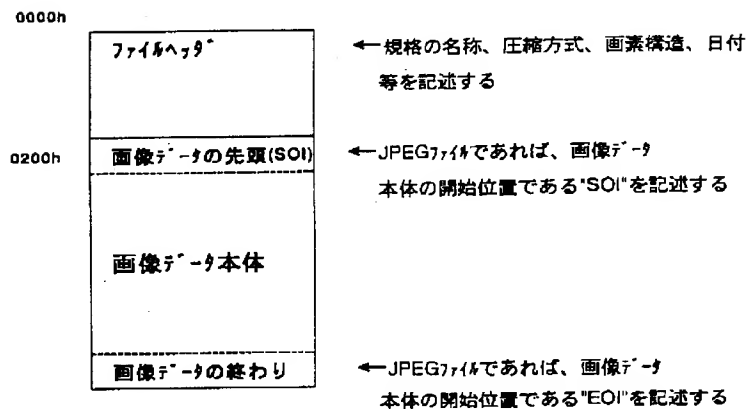 0000h
ファイルヘッダ
←規格の名称、圧縮方式、画素構造、日付
等を記述する
0200h
画像データの先頭(SOI)
←JPEGファイルであれば、画像データ
本体の開始位置である"SOI"を記述する
画像データ本体
画像データの終わり
←JPEGファイルであれば、画像データ
本体の開始位置である"EOI"を記述する